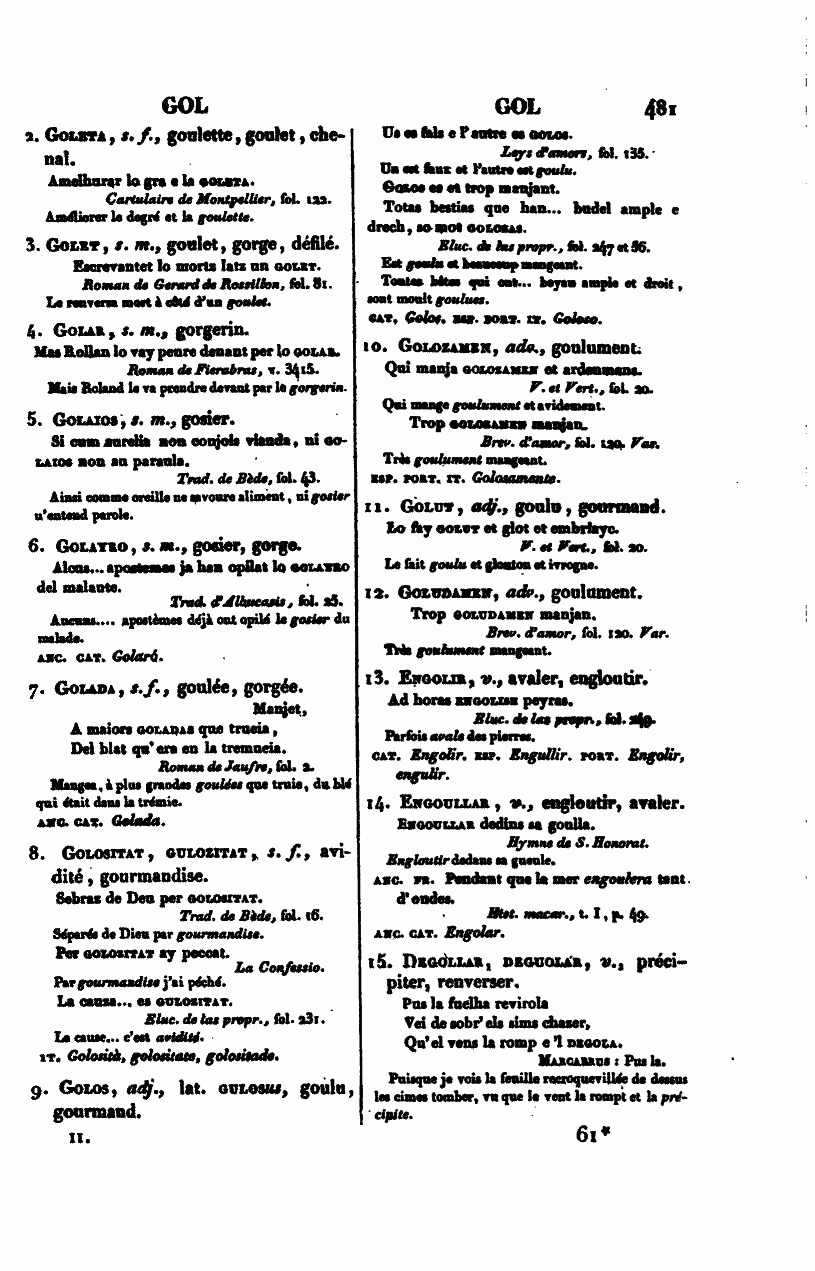 GOL
2. GOLETA, s. f., goulette, goulet, che-
nal.
Amelhurar lo gra e la GOLETA.
Cartulaire de Montpellier, fol. 122.
Améliorer le degré et la goulette.
3. GOLET, s. m., goulet, gorge, défilé.
Escrevantet lo morts latz un GOLET.
Roman de Gerard de Rossillon, fol. 81.
Le renversa mort à côté d'un goulet.
4. GOLAR, s. m., gorgerin.
Mas Rollan lo vay penre denant per lo GOLAR.
Roman de Fierabras, v. 3415.
Mais Roland le va prendre devant par le gorgerin.
5. GOLAIOS, s. m., gosier.
Si cum aurelia non conjois vianda, ni GO-
LAIOS non au paraula.
Trad. de Bède, fol. 43.
Ainsi comme oreille ne savoure aliment, ni gosier
n'entend parole.
6. GOLAYRO, s. m., gosier, gorge.
Alcus... apostemes ja han opilat lo GOLAYRO
del malaute.
Trad. d'Albucasis, fol. 25.
Aucuns.... apostèmes déjà ont opilé le gosier du
malade.
ANC. CAT. Golaró.
7. GOLADA, s. f., goulée, gorgée.
Manjet,
A maiors GOLADAS que trueia,
Del blat qu'era en la tremueia.
Roman de Jaufre, fol. 2.
Mangea, à plus grandes goulées que truie, du blé
qui était dans la trémie.
ANC. CAT. Golada.
8. GOLOSITAT, GULOZITAT, s. f., avi-
dité, gourmandise.
Sebraz de Deu per GOLOSITAT.
Trad. de Bède, fol. 16.
Séparés de Dieu par gourmandise.
Per GOLOZITAT ay peccat.
La Confessio.
Par gourmandise j'ai péché.
La causa... es GULOZITAT.
Eluc. de las propr., fol. 231.
La cause... c'est avidité.
IT. Golosità, golositate, golositade.
9. GOLOS, adj., lat. GULOSUS, goulu,
gourmand.
II.
GOL 481
Us es fals e l'autre es GOLOS.
Leys d'amors, fol. 135.
Un est faux et l'autre est goulu.
GOLOS es et trop manjant.
Totas bestias que han... budel ample e
drech, so mot GOLOSAS.
Eluc. de las propr., fol. 247 et 56.
Est goulu et beaucoup mangeant.
Toutes bêtes qui ont... boyau ample et droit,
sont moult goulues.
CAT. Golos. ESP. PORT. IT. Goloso.
10. GOLOZAMEN, adv., goulument.
Qui manja GOLOZAMEN et ardenmens.
V. et Vert., fol. 20.
Qui mange goulument et avidement.
Trop GOLOZAMEN manjan.
Brev. d'amor, fol. 120. Var.
Très goulument mangeant.
ESP. PORT. IT. Golosamente.
11. GOLUT, adj., goulu, gourmand.
Lo fay GOLUT et glot et embriayc.
V. et Vert., fol. 20.
Le fait goulu et glouton et ivrogne.
12. GOLUDAMEN, adv., goulument.
Trop GOLUDAMEN manjan.
Brev. d'amor, fol. 120. Var.
Très goulument mangeant.
13. ENGOLIR, v., avaler, engloutir.
Ad horas ENGOLISH peyras.
Eluc. de las propr., fol. 249.
Parfois avale des pierres.
CAT. Engolir. ESP. Engullir. PORT. Engolir,
engulir.
14. ENGOULLAR, v., engloutir, avaler.
ENGOULLAR dedins sa goulla.
Hymne de S. Honorat.
Engloutir dedans sa gueule.
ANC. FR. Pendant que la mer engoulera tant
d'ondes.
Hist. macar., t. I, p. 49.
ANC. CAT. Engolar.
15. DEGOLLAR, DEGUOLAR, v., préci-
piter, renverser.
Pus la fuelha revirola
Vei de sobr' els sims chazer,
Qu'el vens la romp e 'l DEGOLA.
MARCABRUS: Pus la.
Puisque je vois la feuille recroquevillée de dessus
les cimes tomber, vu que le vent la rompt et la pré-
cipite.
61*